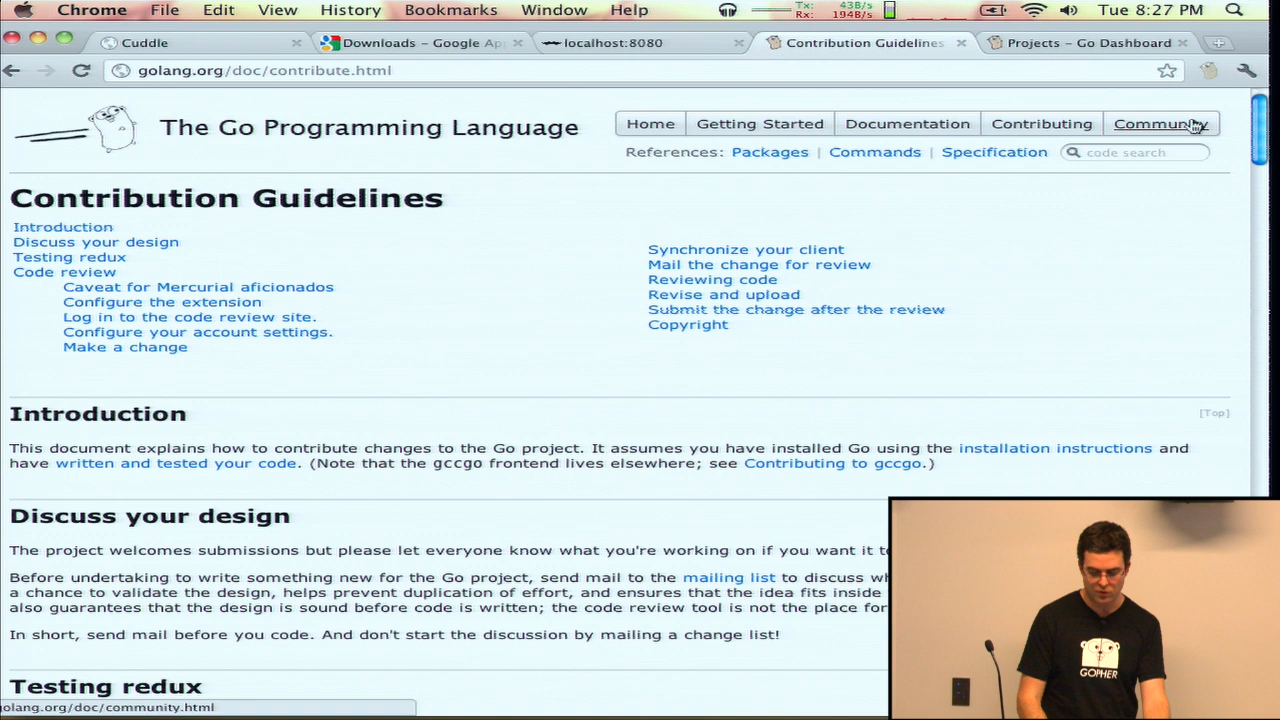 Chrome File Edit View History Bookmarks Window Help Tx: 43B/s Rx: 194B/s Tue 8:27 PM
Cuddle Downloads – Google Ap localhost:8080 Contribution Guidelines Projects – Go Dashboard
golang.org/doc/contribute.html
The Go Programming Language
Home Getting Started Documentation Contributing Community
References: Packages | Commands | Specification code search
Contribution Guidelines
Introduction
Discuss your design
Testing redux
Code review
Caveat for Mercurial aficionados
Configure the extension
Log in to the code review site.
Configure your account settings.
Make a change
Synchronize your client
Mail the change for review
Reviewing code
Revise and upload
Submit the change after the review
Copyright
Introduction
[Top]
This document explains how to contribute changes to the Go project. It assumes you have installed Go using the installation instructions and
have written and tested your code. (Note that the gccgo frontend lives elsewhere; see Contributing to gccgo.)
Discuss your design
The project welcomes submissions but please let everyone know what you're working on if you want it to
Before undertaking to write something new for the Go project, send mail to the mailing list to discuss wh
a chance to validate the design, helps prevent duplication of effort, and ensures that the idea fits inside
also guarantees that the design is sound before code is written; the code review tool is not the place for
In short, send mail before you code. And don't start the discussion by mailing a change list!
Testing redux
golang.org/doc/community.html
GOPHER